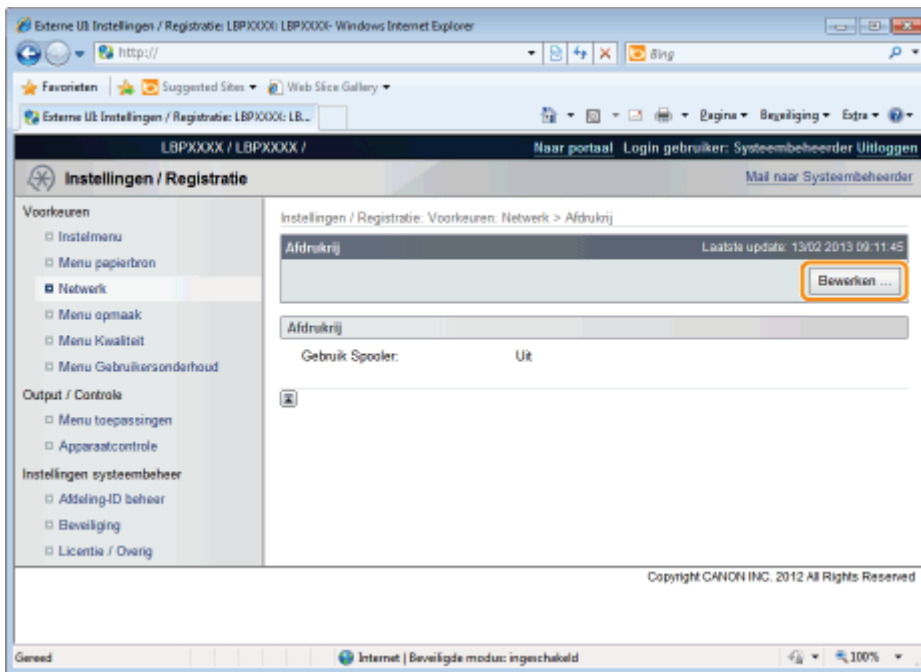 Externe UI: Instellingen / Registratie: LBPXXXX: LBPXXXX- Windows Internet Explorer
http://
Bing
Favorieten Suggested Sites Web Slice Gallery
Externe UI: Instellingen / Registratie: LBPXXXX: LB...
Pagina Beveiliging Extra
LBPXXXX / LBPXXXX /
Naar portaal Login gebruiker: Systeembeheerder Uitloggen
Instellingen / Registratie
Mail naar Systeembeheerder
Voorkeuren
Instelmenu
Menu papierbron
Netwerk
Menu opmaak
Menu Kwaliteit
Menu Gebruikersonderhoud
Output / Controle
Menu toepassingen
Apparaatcontrole
Instellingen systeembeheer
Afdeling-ID beheer
Beveiliging
Licentie / Overig
Instellingen / Registratie: Voorkeuren: Netwerk > Afdrukrij
Afdrukrij
Laatste update: 13/02 2013 09:11:45
Bewerken ...
Afdrukrij
Gebruik Spooler: Uit
Copyright CANON INC. 2012 All Rights Reserved
Gereed
Internet | Beveiligde modus: ingeschakeld
100%